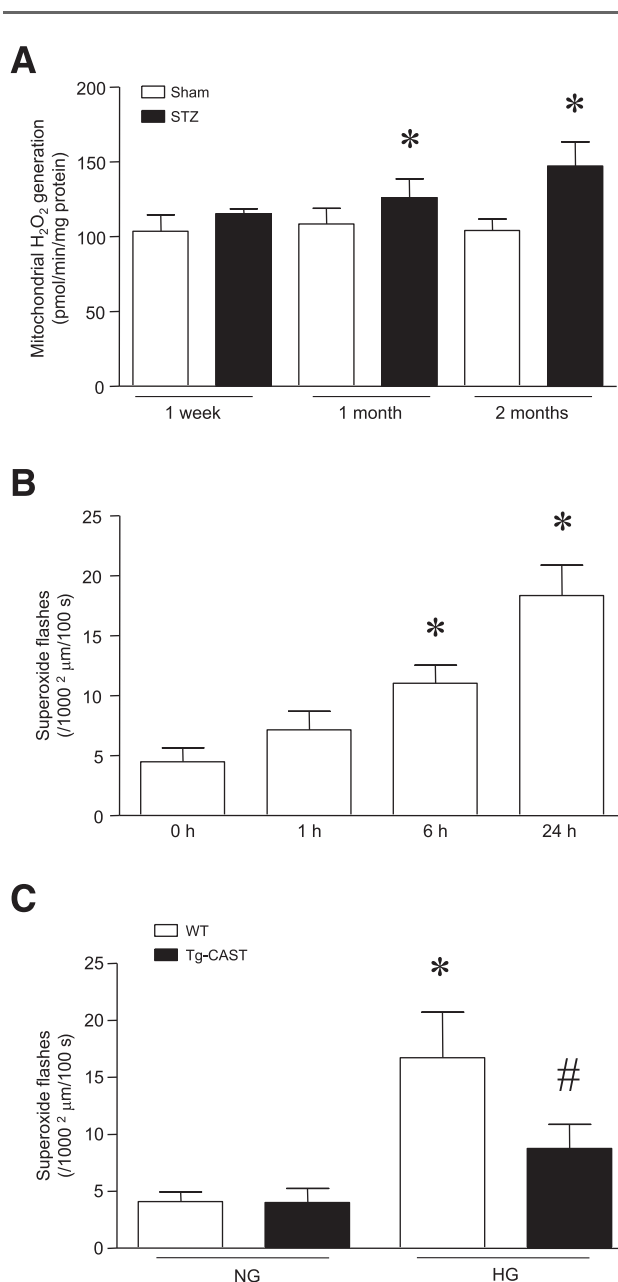 A
Mitochondrial H₂O₂ generation
(pmol/min/mg protein)
200
150
100
50
0
Sham
STZ
*
*
1 week
1 month
2 months
B
Superoxide flashes
(/1000 ² µm/100 s)
25
20
15
10
5
0
*
*
0 h
1 h
6 h
24 h
C
WT
Tg-CAST
Superoxide flashes
(/1000 ² µm/100 s)
25
20
15
10
5
0
*
#
NG
HG